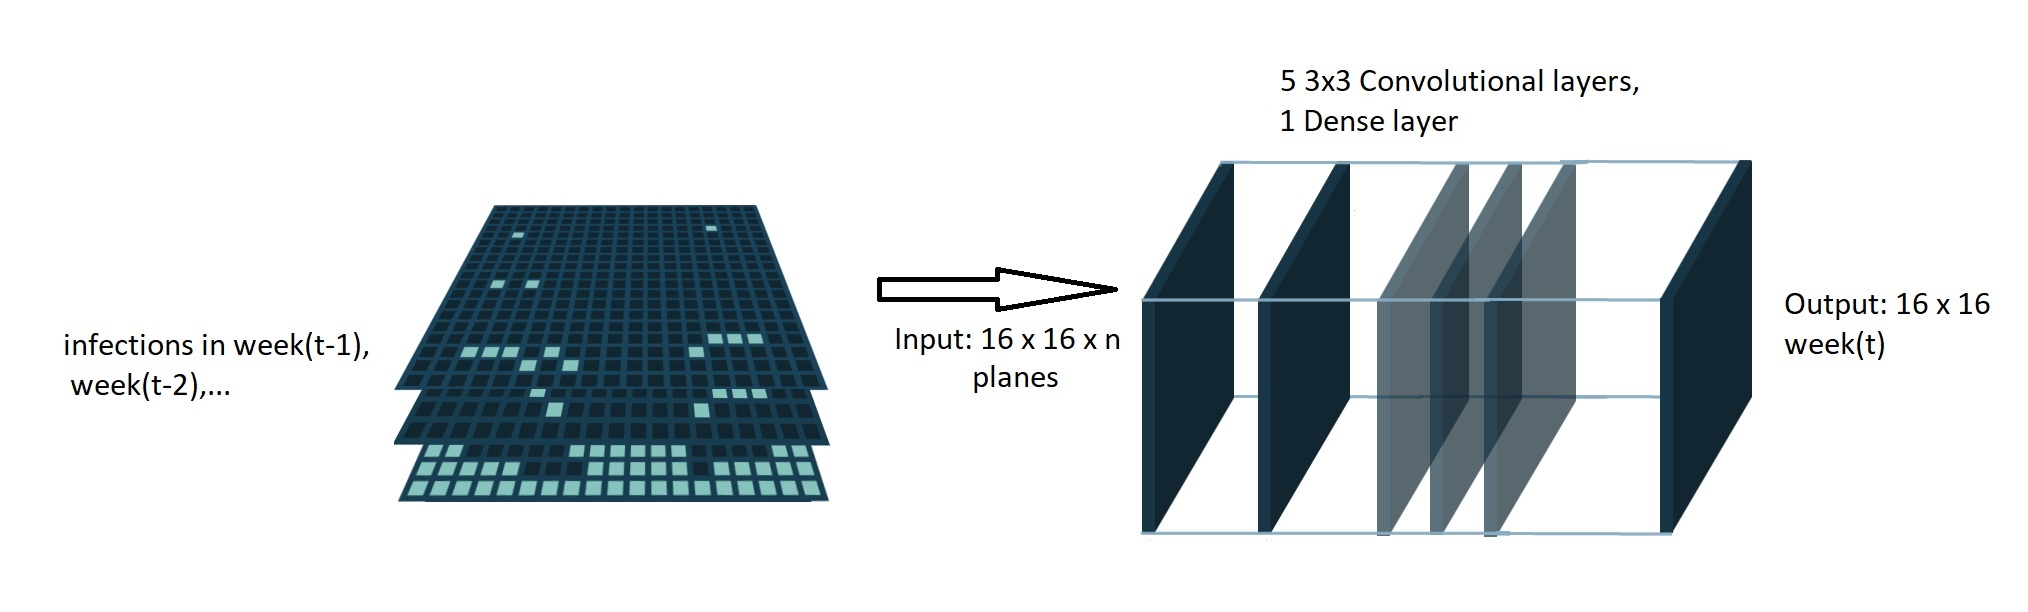 infections in week(t-1),
week(t-2),...
Input: 16 x 16 x n
planes
5 3x3 Convolutional layers,
1 Dense layer
Output: 16 x 16
week(t)